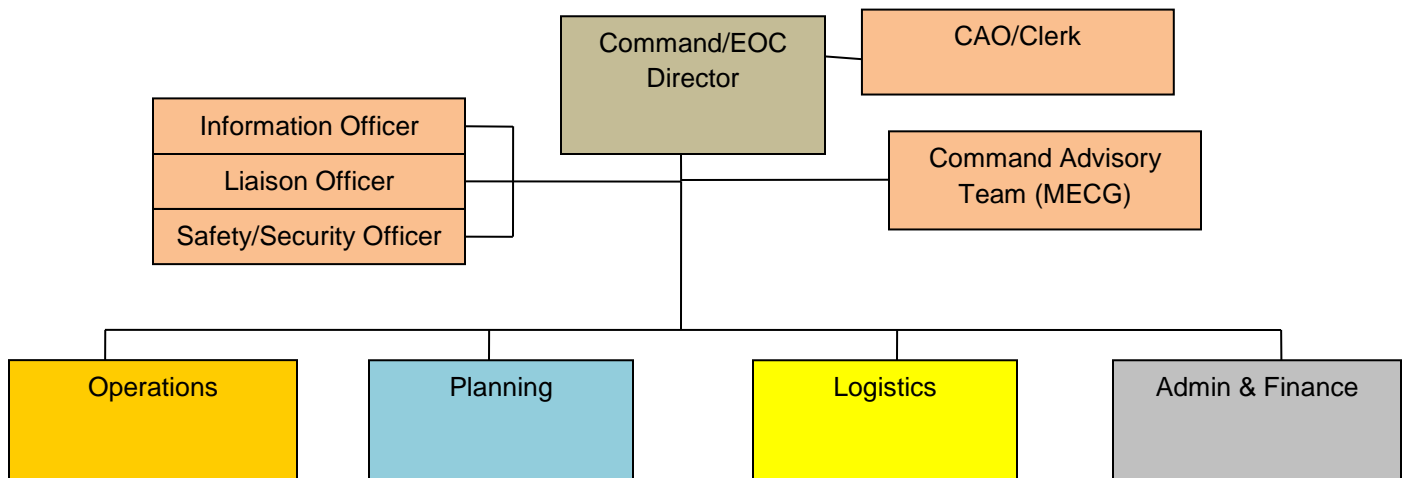 Command/EOC
Director
CAO/Clerk
Information Officer
Liaison Officer
Safety/Security Officer
Command Advisory
Team (MECG)
Operations
Planning
Logistics
Admin & Finance